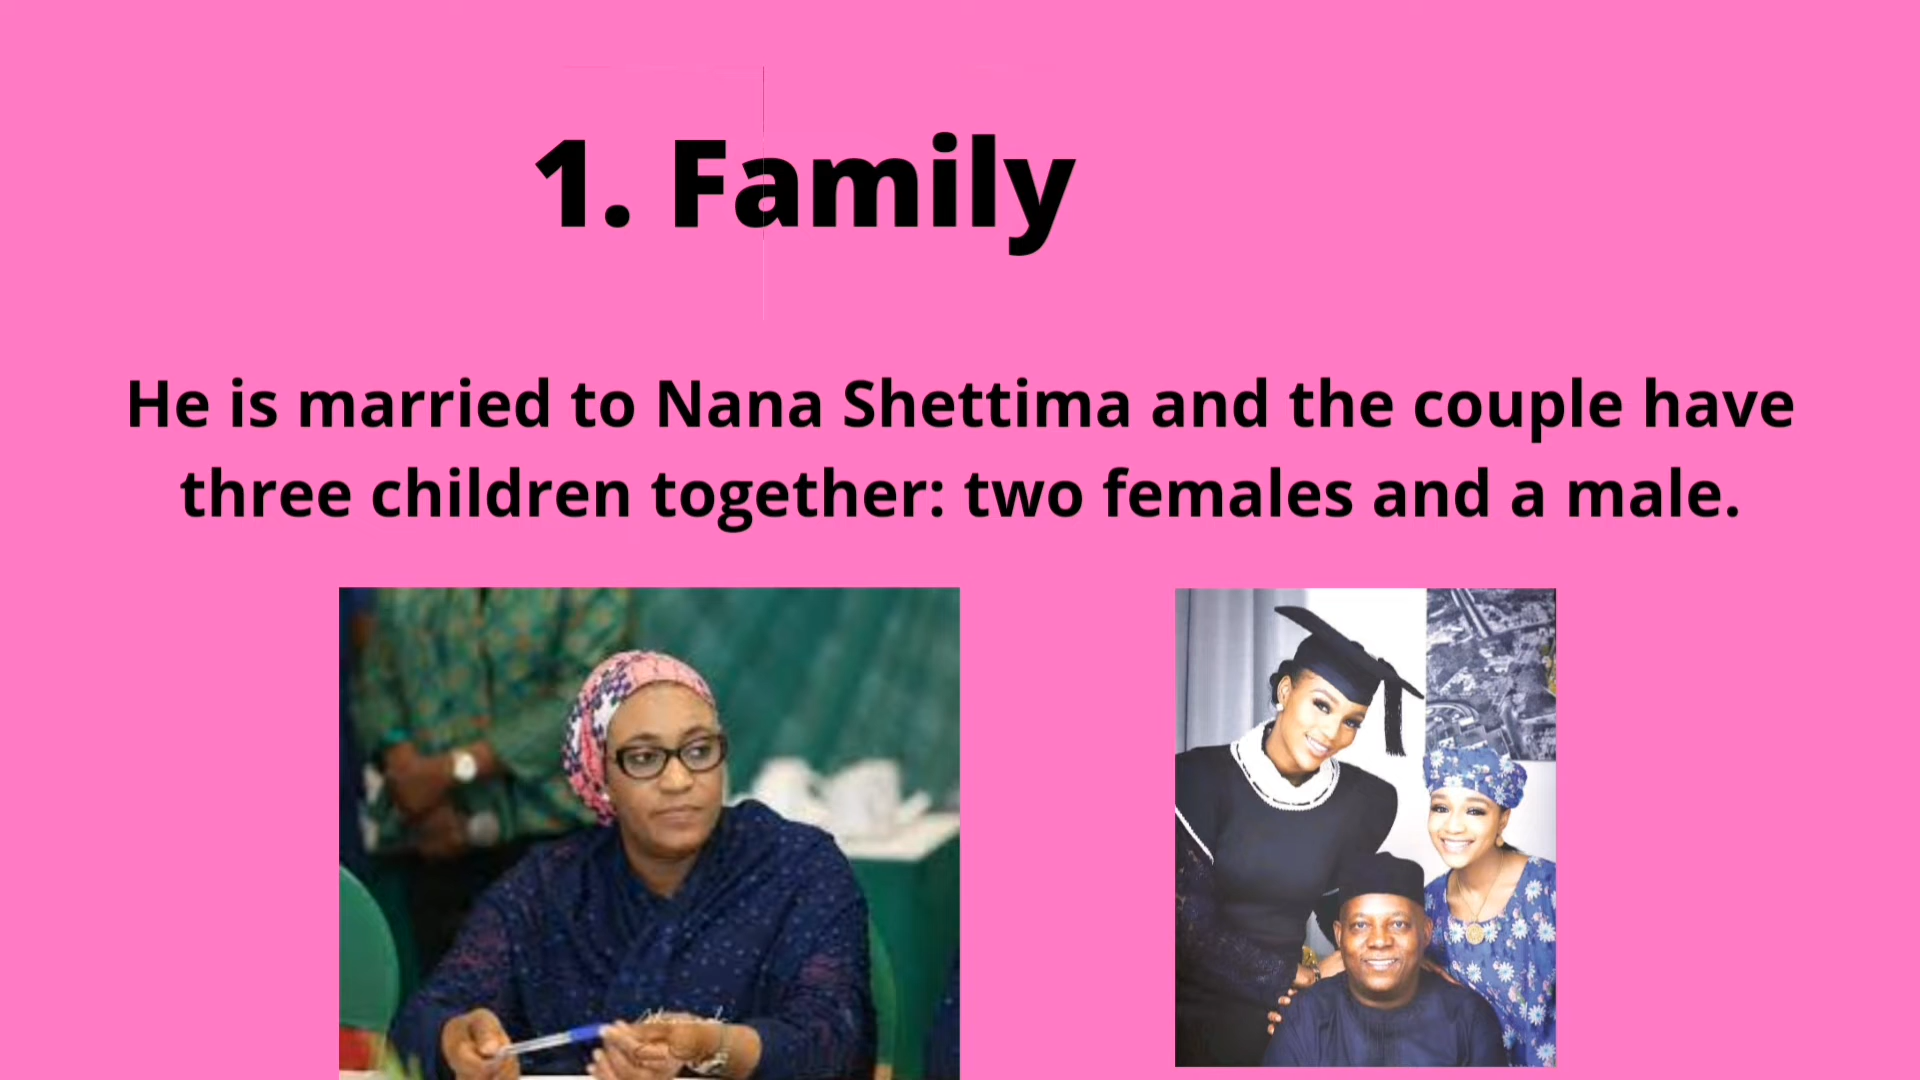 1. Family
He is married to Nana Shettima and the couple have
three children together: two females and a male.